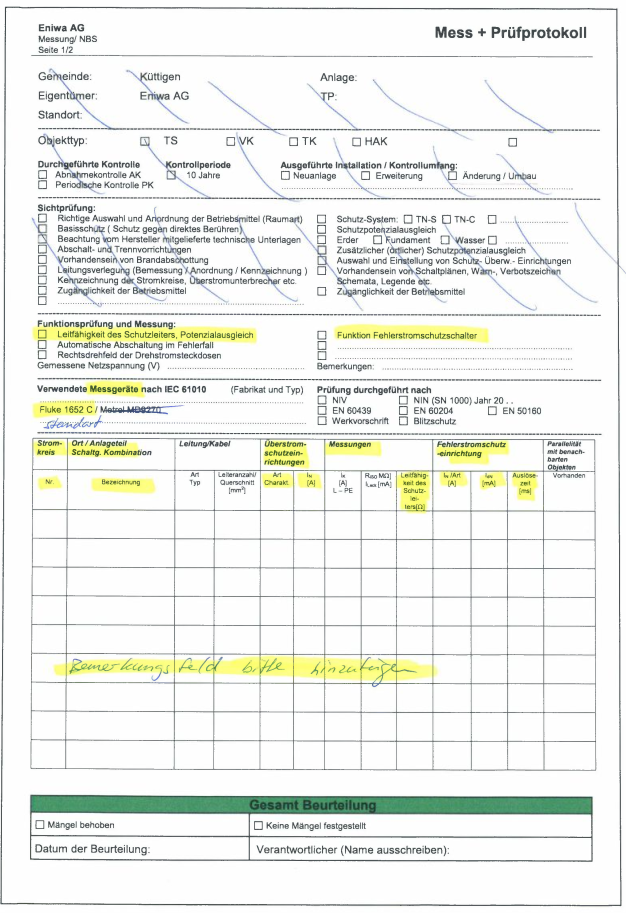 Eniwa AG
Messung/ NBS
Seite 1/2
Mess + Prüfprotokoll
Gemeinde: Küttigen Anlage:
Eigentümer: Eniwa AG TP:
Standort:
Objekttyp: TS VK TK HAK
Durchgeführte Kontrolle Kontrollperiode Ausgeführte Installation / Kontrollumfang:
Abnahmekontrolle AK 10 Jahre Neuanlage Erweiterung Änderung / Umbau
Periodische Kontrolle PK
Sichtprüfung:
Richtige Auswahl und Anordnung der Betriebsmittel (Raumart) Schutz-System: TN-S TN-C
Basisschutz ( Schutz gegen direktes Berühren) Schutzpotenzialausgleich
Beachtung vom Hersteller mitgelieferte technische Unterlagen Erder Fundament Wasser
Abschalt- und Trennvorrichtungen Zusätzlicher (örtlicher) Schutzpotenzialausgleich
Vorhandensein von Brandabschottung Auswahl und Einstellung von Schutz- Überw.- Einrichtungen
Leitungsverlegung (Bemessung / Anordnung / Kennzeichnung ) Vorhandensein von Schaltplänen, Warn-, Verbotszeichen
Kennzeichnung der Stromkreise, Überstromunterbrecher etc. Schemata, Legende etc.
Zugänglichkeit der Betriebsmittel Zugänglichkeit der Betriebsmittel
Funktionsprüfung und Messung:
Leitfähigkeit des Schutzleiters, Potenzialausgleich Funktion Fehlerstromschutzschalter
Automatische Abschaltung im Fehlerfall
Rechtsdrehfeld der Drehstromsteckdosen
Gemessene Netzspannung (V) Bemerkungen:
Verwendete Messgeräte nach IEC 61010 (Fabrikat und Typ) Prüfung durchgeführt nach
NIV NIN (SN 1000) Jahr 20 . .
Fluke 1652 C / Metrel MD9270 EN 60439 EN 60204 EN 50160
standart Werkvorschrift Blitzschutz
Strom- Ort / Anlageteil Leitung/Kabel Überstrom- Messungen Fehlerstromschutz Parallelität
kreis Schaltg. Kombination schutzein- -einrichtung mit benach-
richtungen barten
Objekten
Nr. Bezeichnung Art Leiteranzahl/ Art IN IK RISO MΩ] Leitfähig- IN /Art IΔN Auslöse- Vorhanden
Typ Querschnitt Charakt. [A] [A] ILeck [mA] keit des [A] [mA] zeit
[mm²] L – PE Schutz- [ms]
lei-
ters[Ω]
Bemerkungsfeld bitte hinzufügen
Gesamt Beurteilung
Mängel behoben Keine Mängel festgestellt
Datum der Beurteilung: Verantwortlicher (Name ausschreiben):